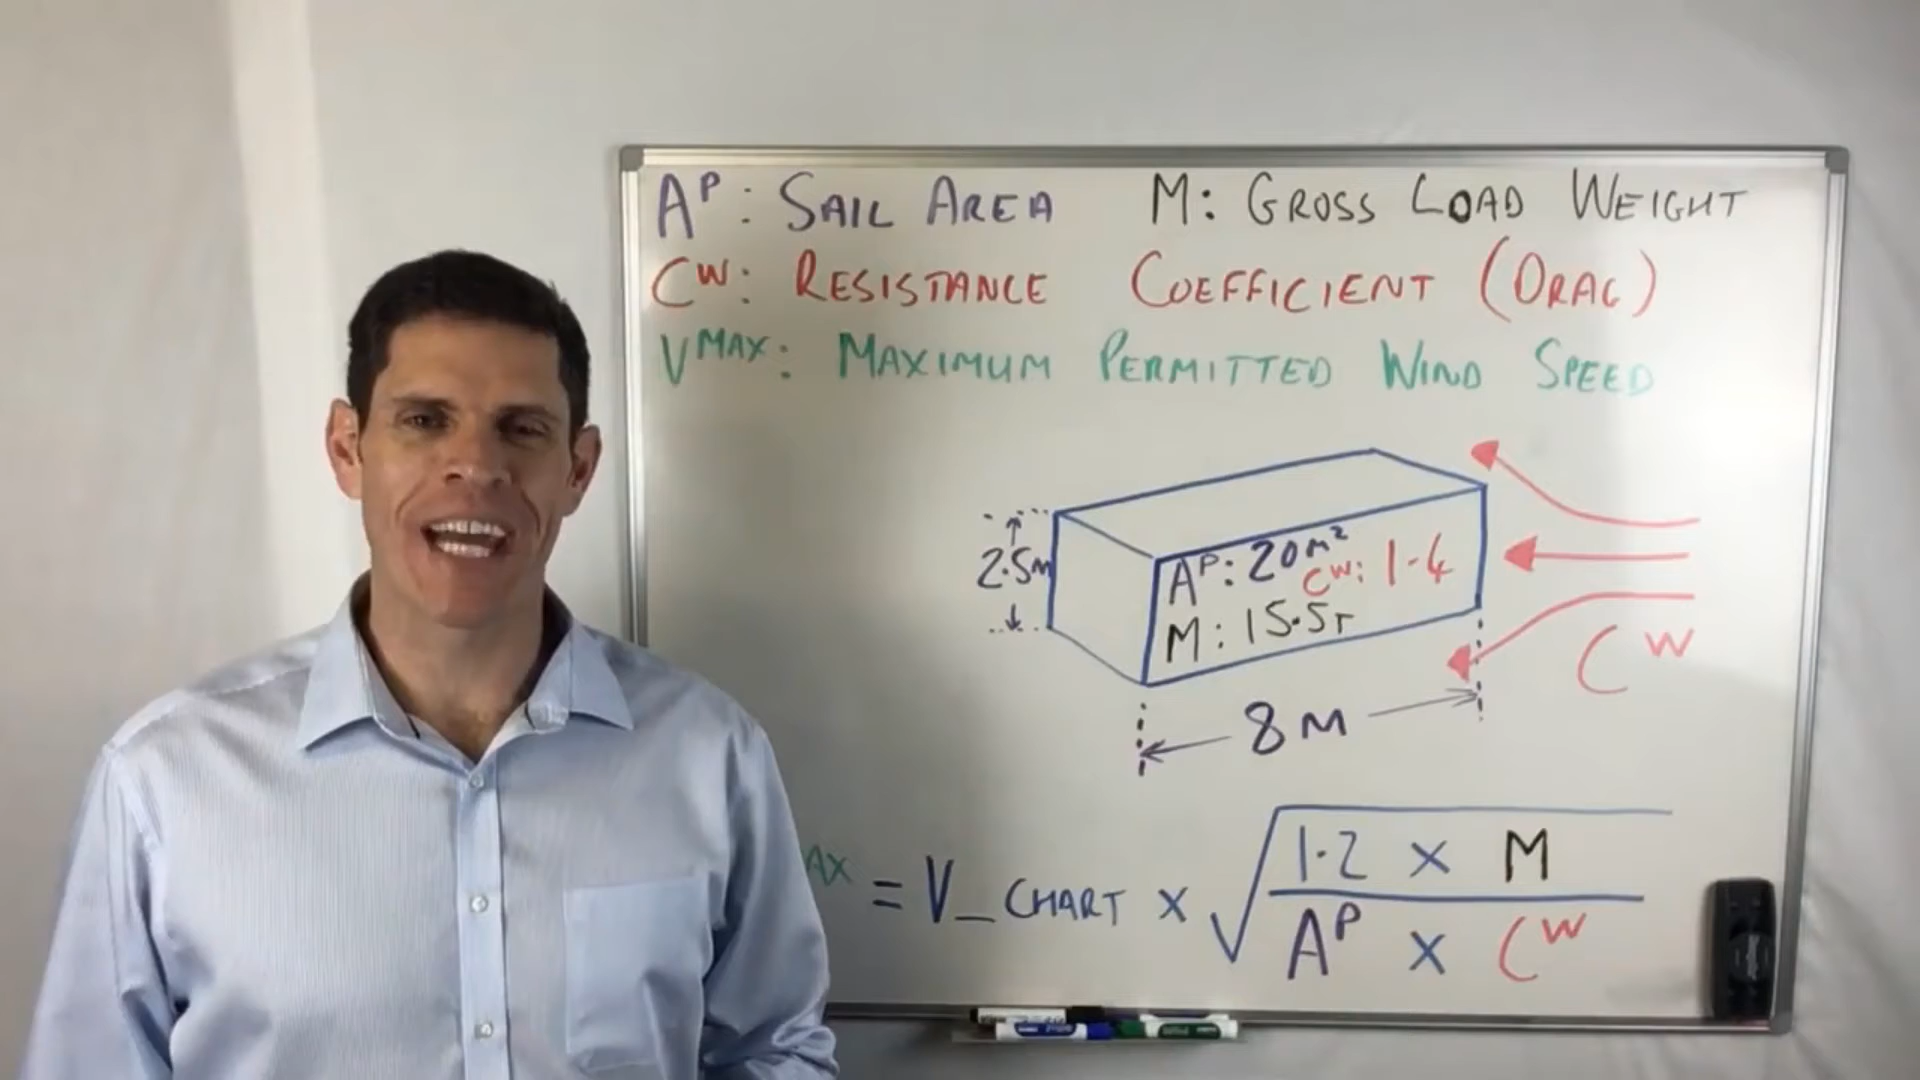 AP: SAIL AREA M: GROSS LOAD WEIGHT
CW: RESISTANCE COEFFICIENT (DRAG)
VMAX: MAXIMUM PERMITTED WIND SPEED
2.5m
AP: 20m²
CW: 1.4
M: 15.5T
CW
8M
AX = V_CHART x √
1.2 x M
AP x CW